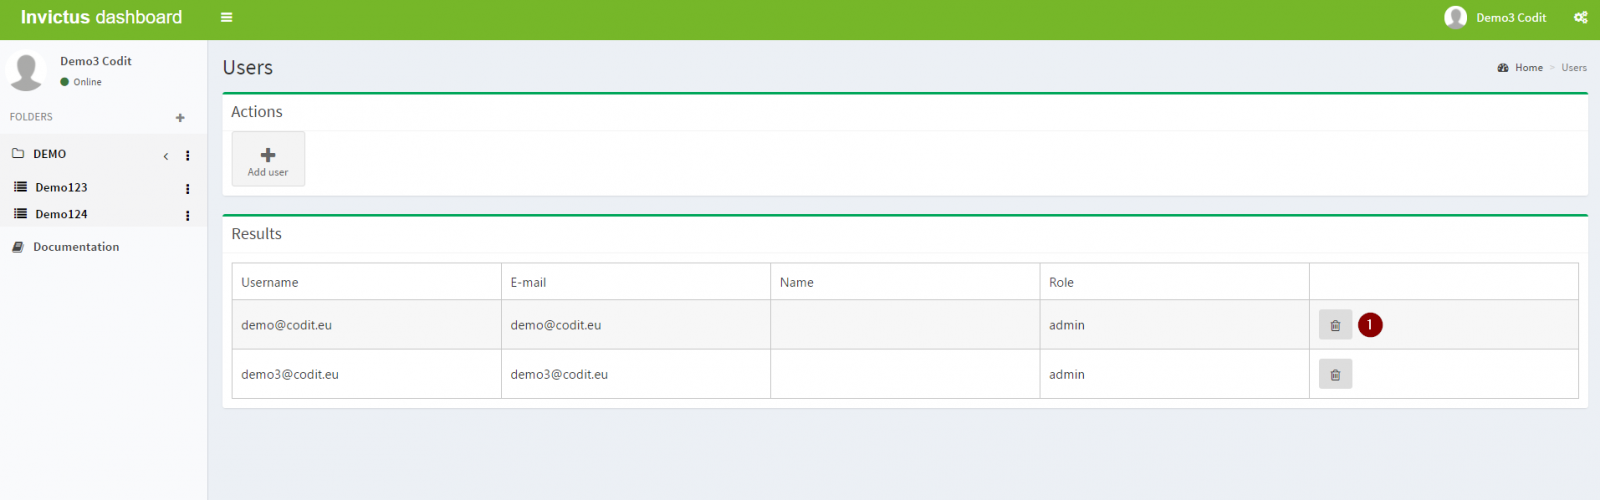 Invictus dashboard
Demo3 Codit
Demo3 Codit
Online
FOLDERS
DEMO
Demo123
Demo124
Documentation
Users
Home > Users
Actions
Add user
Results
Username E-mail Name Role
demo@codit.eu demo@codit.eu admin 1
demo3@codit.eu demo3@codit.eu admin